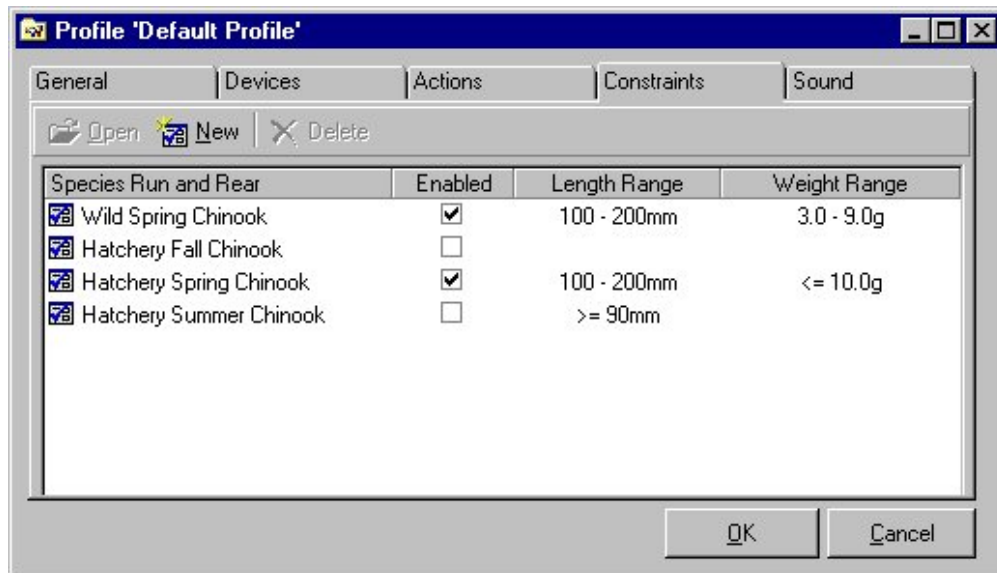 Profile 'Default Profile'
General Devices Actions Constraints Sound
Open New Delete
Species Run and Rear Enabled Length Range Weight Range
Wild Spring Chinook 100 - 200mm 3.0 - 9.0g
Hatchery Fall Chinook
Hatchery Spring Chinook 100 - 200mm <= 10.0g
Hatchery Summer Chinook >= 90mm
OK Cancel